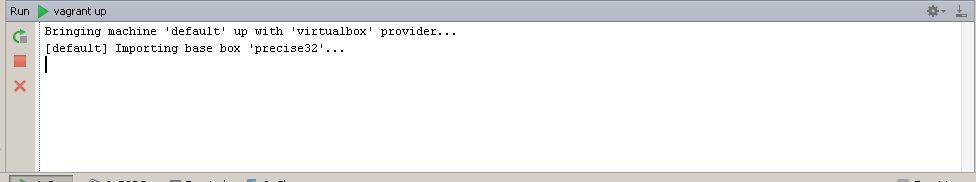 Run vagrant up
Bringing machine 'default' up with 'virtualbox' provider...
[default] Importing base box 'precise32'...